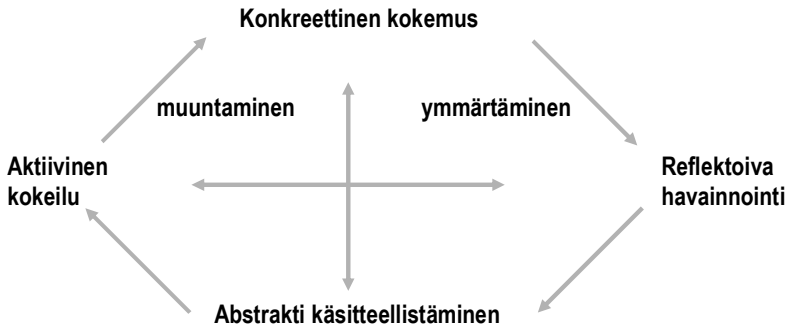 Konkreettinen kokemus
muuntaminen
ymmärtäminen
Aktiivinen
kokeilu
Reflektoiva
havainnointi
Abstrakti käsitteellistäminen